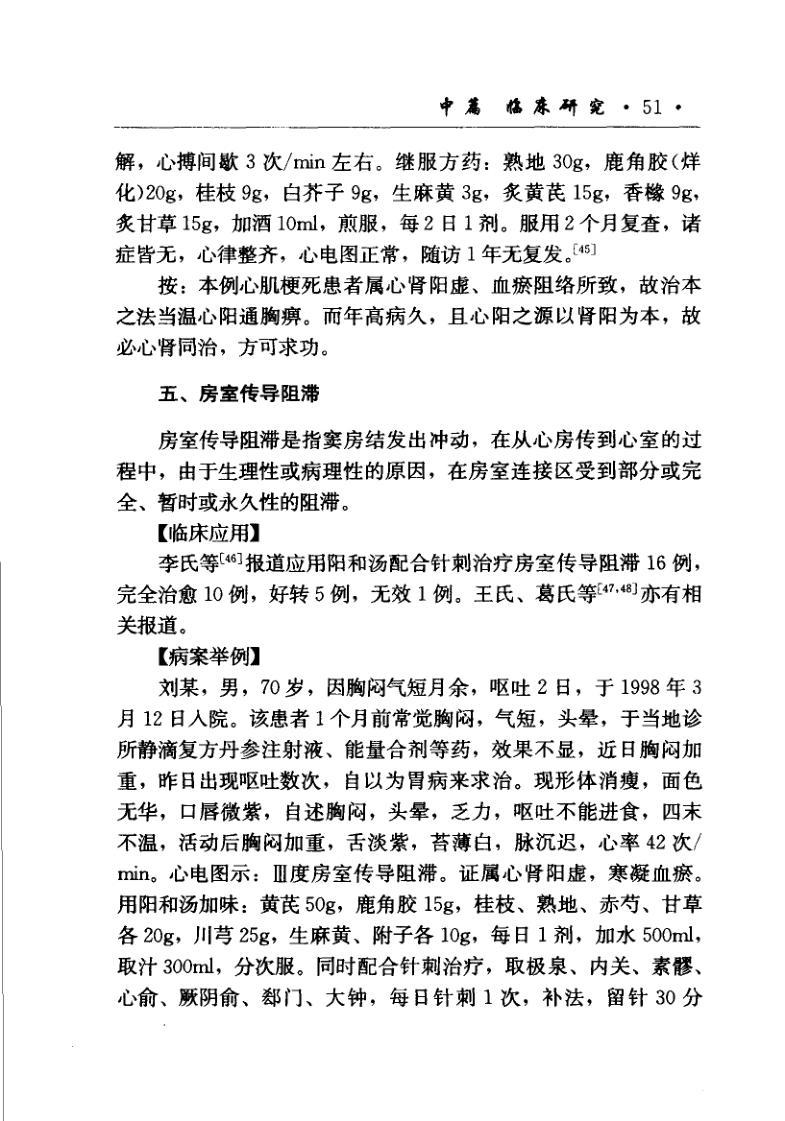 中篇 临床研究·51·
解，心搏间歇 3 次/min 左右。继服方药：熟地 30g，鹿角胶(烊
化)20g，桂枝 9g，白芥子 9g，生麻黄 3g，炙黄芪 15g，香橼 9g，
炙甘草 15g，加酒 10ml，煎服，每 2 日 1 剂。服用 2 个月复查，诸
症皆无，心律整齐，心电图正常，随访 1 年无复发。[45]
按：本例心肌梗死患者属心肾阳虚、血瘀阻络所致，故治本
之法当温心阳通胸痹。而年高病久，且心阳之源以肾阳为本，故
必心肾同治，方可求功。
五、房室传导阻滞
房室传导阻滞是指窦房结发出冲动，在从心房传到心室的过
程中，由于生理性或病理性的原因，在房室连接区受到部分或完
全、暂时或永久性的阻滞。
【临床应用】
李氏等[46]报道应用阳和汤配合针刺治疗房室传导阻滞 16 例，
完全治愈 10 例，好转 5 例，无效 1 例。王氏、葛氏等[47,48]亦有相
关报道。
【病案举例】
刘某，男，70 岁，因胸闷气短月余，呕吐 2 日，于 1998 年 3
月 12 日入院。该患者 1 个月前常觉胸闷，气短，头晕，于当地诊
所静滴复方丹参注射液、能量合剂等药，效果不显，近日胸闷加
重，昨日出现呕吐数次，自以为胃病来求治。现形体消瘦，面色
无华，口唇微紫，自述胸闷，头晕，乏力，呕吐不能进食，四末
不温，活动后胸闷加重，舌淡紫，苔薄白，脉沉迟，心率 42 次/
min。心电图示：Ⅲ度房室传导阻滞。证属心肾阳虚，寒凝血瘀。
用阳和汤加味：黄芪 50g，鹿角胶 15g，桂枝、熟地、赤芍、甘草
各 20g，川芎 25g，生麻黄、附子各 10g，每日 1 剂，加水 500ml，
取汁 300ml，分次服。同时配合针刺治疗，取极泉、内关、素髎、
心俞、厥阴俞、郄门、大钟，每日针刺 1 次，补法，留针 30 分